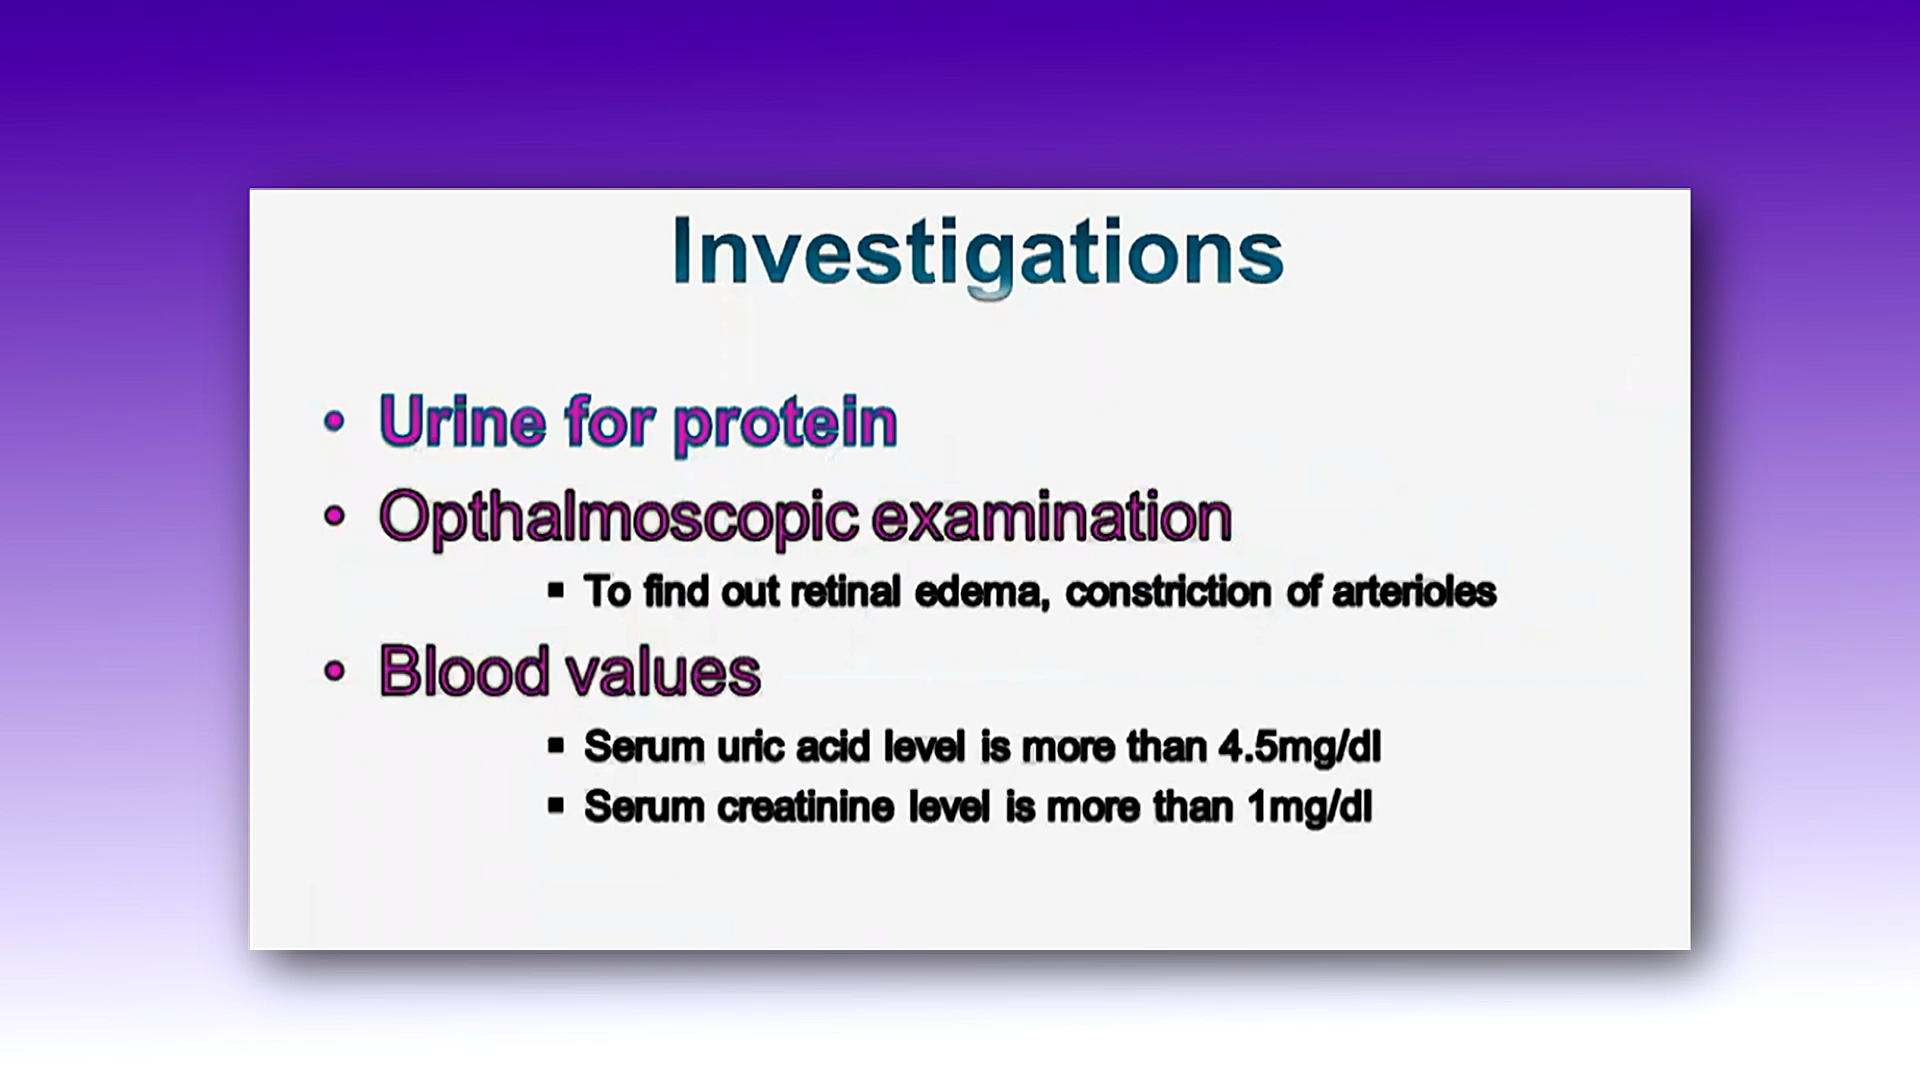 Investigations
• Urine for protein
• Opthalmoscopic examination
▪ To find out retinal edema, constriction of arterioles
• Blood values
▪ Serum uric acid level is more than 4.5mg/dl
▪ Serum creatinine level is more than 1mg/dl